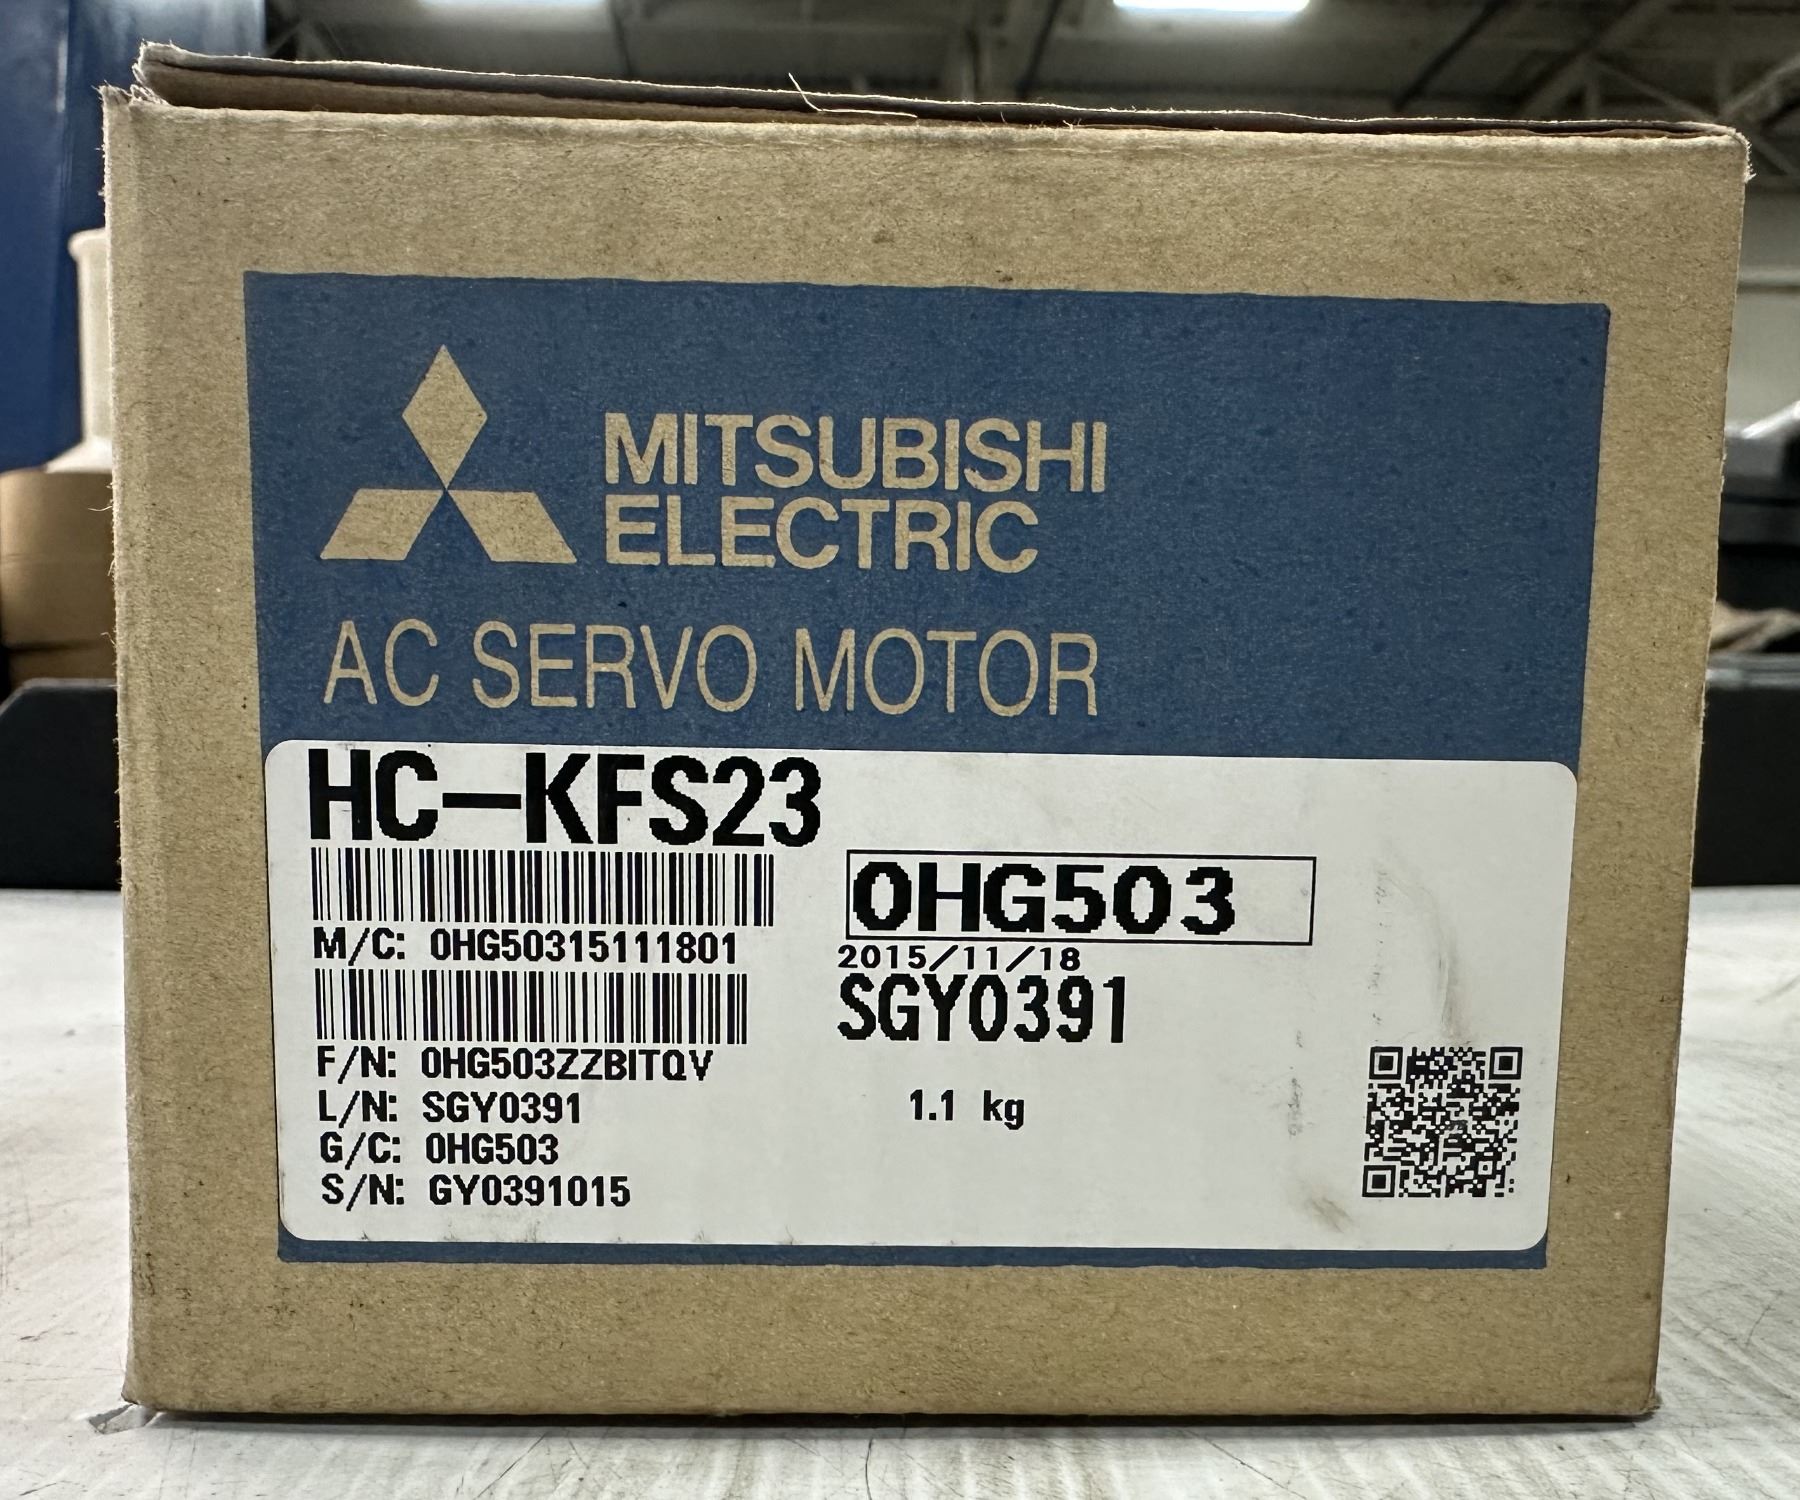 MITSUBISHI
ELECTRIC
AC SERVO MOTOR
HC-KFS23
0HG503
M/C: 0HG50315111801
2015/11/18
SGY0391
F/N: 0HG503ZZBITQV
L/N: SGY0391
1.1 kg
G/C: 0HG503
S/N: GY0391015